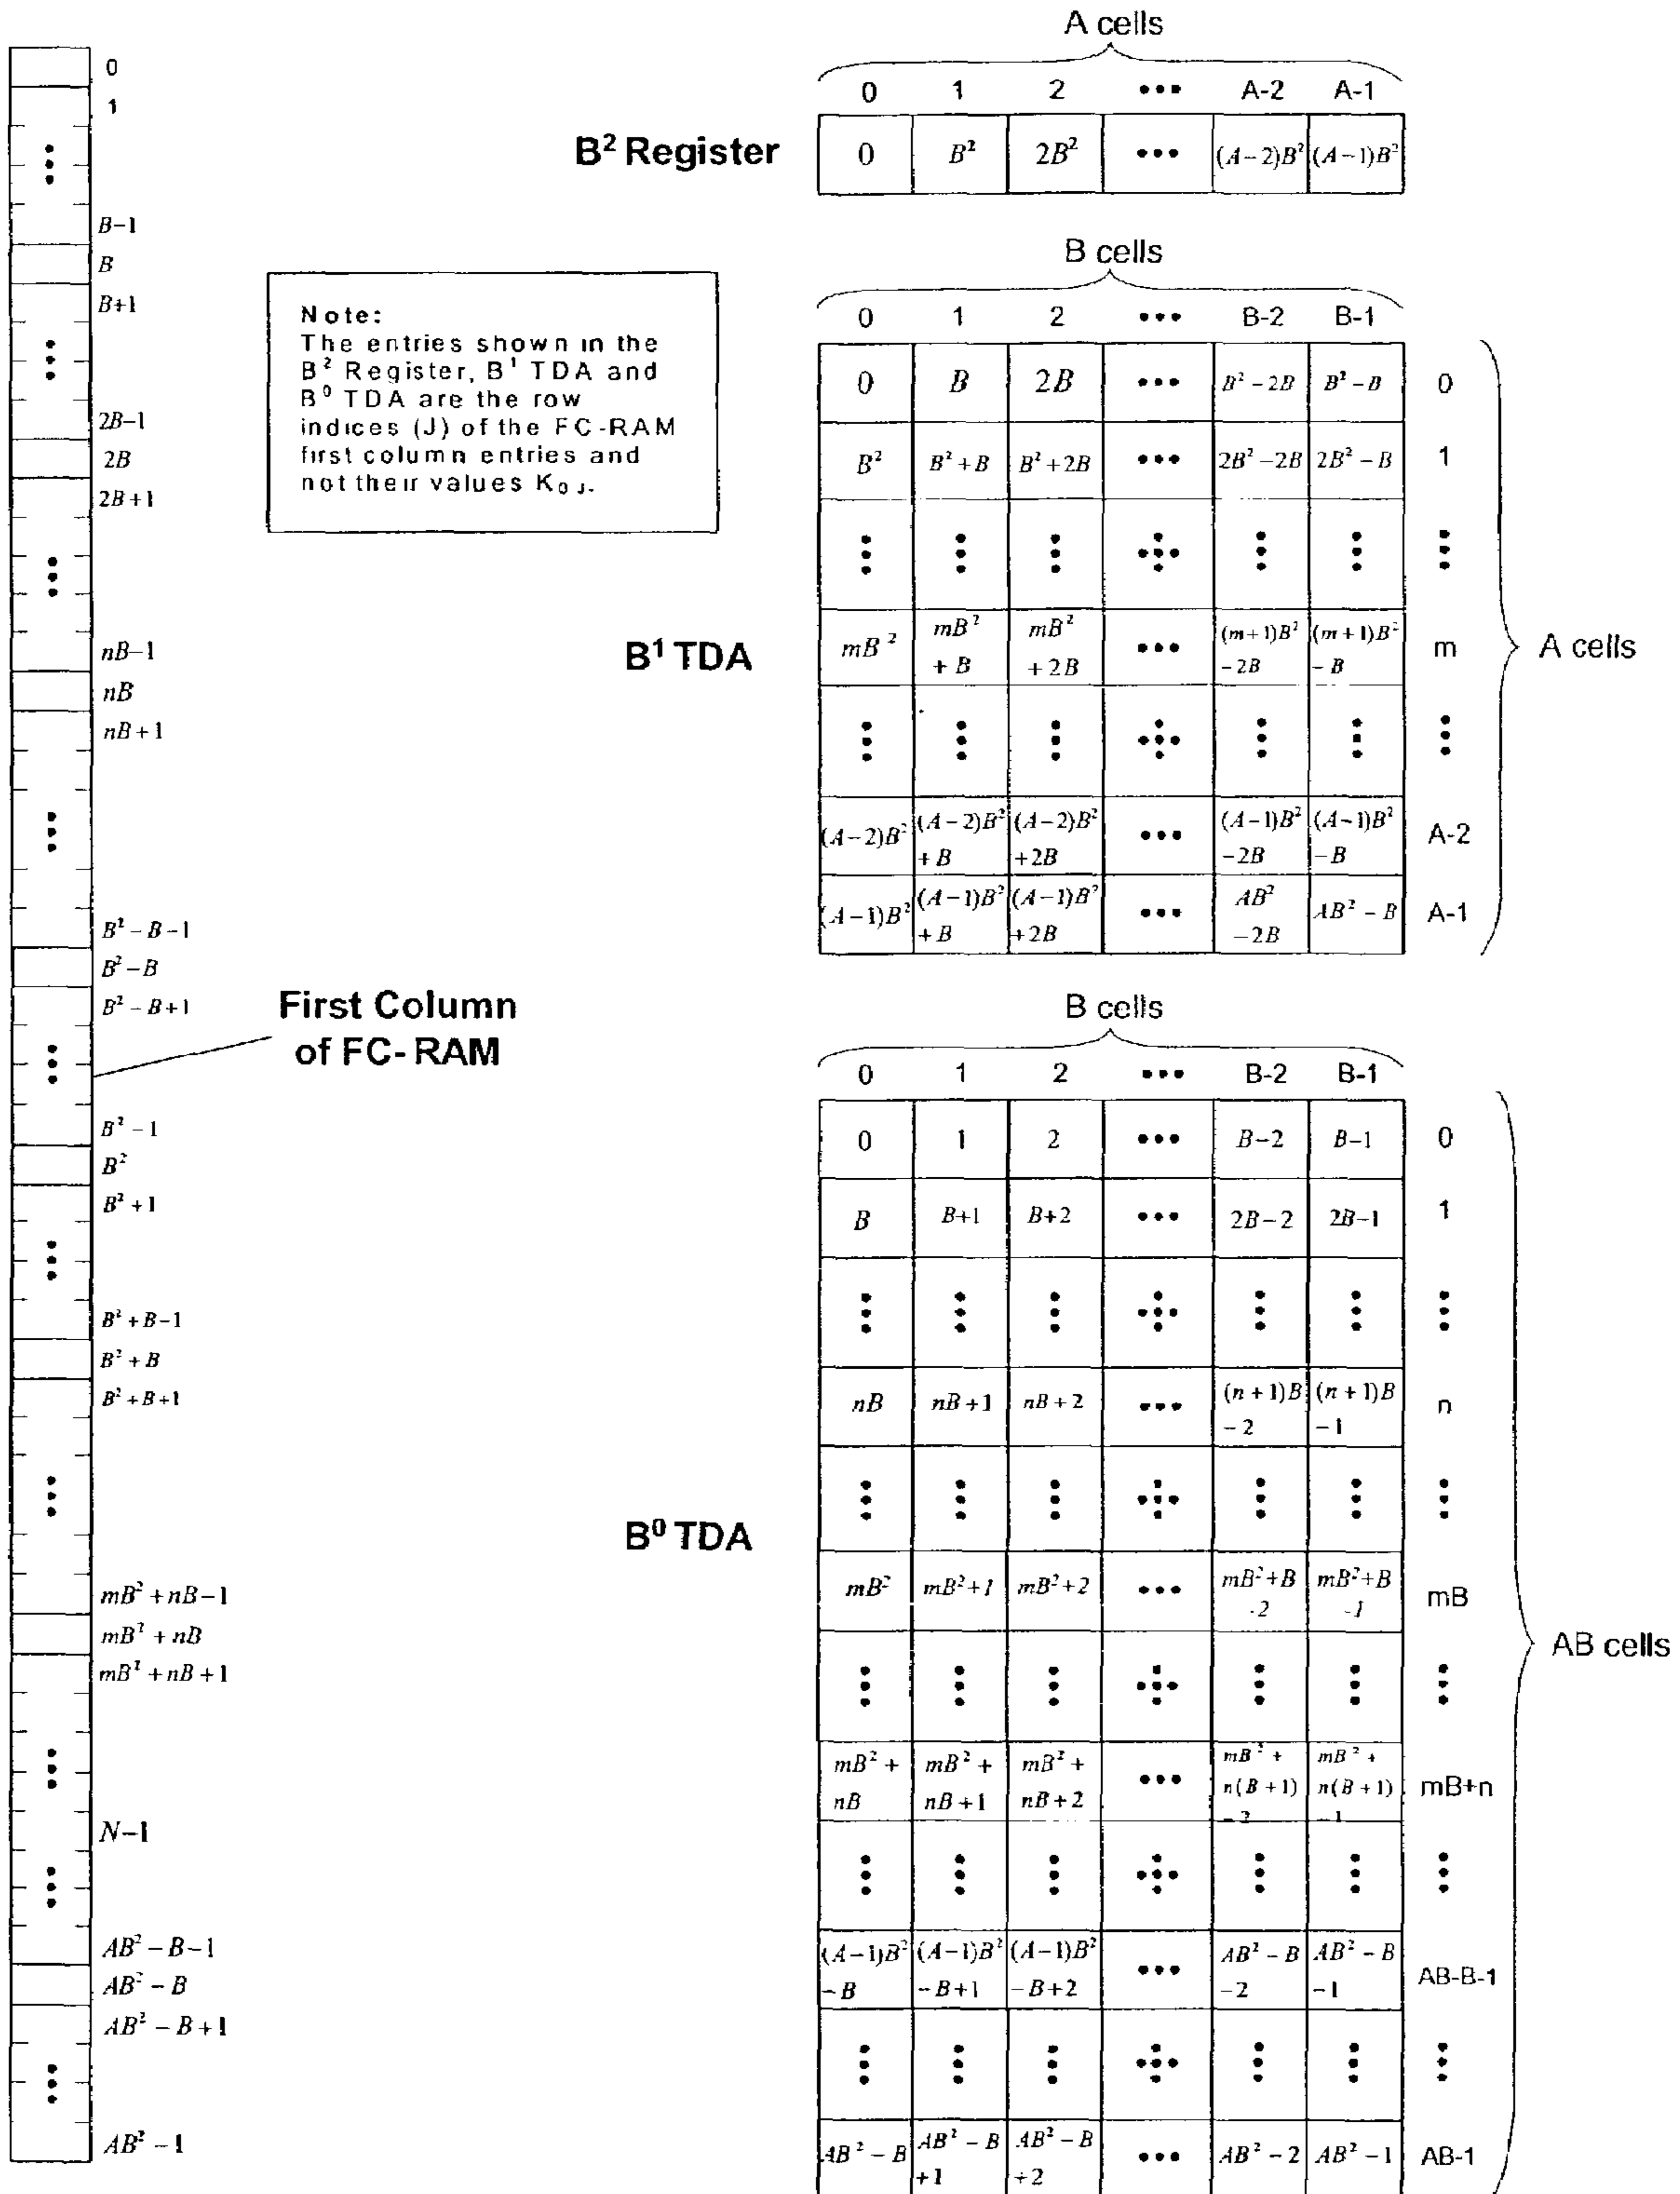 0
1
B–1
B
B+1
2B–1
2B
2B+1
nB–1
nB
nB+1
B² – B – 1
B² – B
B² – B + 1
B² – 1
B²
B² + 1
B² + B – 1
B² + B
B² + B + 1
mB² + nB – 1
mB² + nB
mB² + nB + 1
N–1
AB² – B – 1
AB² – B
AB² – B + 1
AB² – 1
First Column
of FC-RAM
Note:
The entries shown in the
B² Register, B¹ TDA and
B⁰ TDA are the row
indices (J) of the FC-RAM
first column entries and
not their values K₀,J.
A cells
0 1 2 ••• A-2 A-1
B² Register
0 B² 2B² ••• (A–2)B² (A–1)B²
B cells
0 1 2 ••• B-2 B-1
0 B 2B ••• B² – 2B B² – B 0
B² B² + B B² + 2B ••• 2B² – 2B 2B² – B 1
B¹ TDA
mB² mB² + B mB² + 2B ••• (m+1)B² – 2B (m+1)B² – B m
A cells
(A–2)B² (A–2)B² + B (A–2)B² + 2B ••• (A–1)B² – 2B (A–1)B² – B A-2
(A–1)B² (A–1)B² + B (A–1)B² + 2B ••• AB² – 2B AB² – B A-1
B cells
0 1 2 ••• B-2 B-1
0 1 2 ••• B–2 B–1 0
B B+1 B+2 ••• 2B–2 2B–1 1
nB nB+1 nB+2 ••• (n+1)B – 2 (n+1)B – 1 n
B⁰ TDA
mB² mB²+1 mB²+2 ••• mB²+B -2 mB²+B -1 mB
AB cells
mB² + nB mB² + nB + 1 mB² + nB + 2 ••• mB² + n(B+1) – 2 mB² + n(B+1) – 1 mB+n
(A–1)B² – B (A–1)B² – B+1 (A–1)B² – B+2 ••• AB² – B – 2 AB² – B – 1 AB-B-1
AB² – B AB² – B + 1 AB² – B + 2 ••• AB² – 2 AB² – 1 AB-1